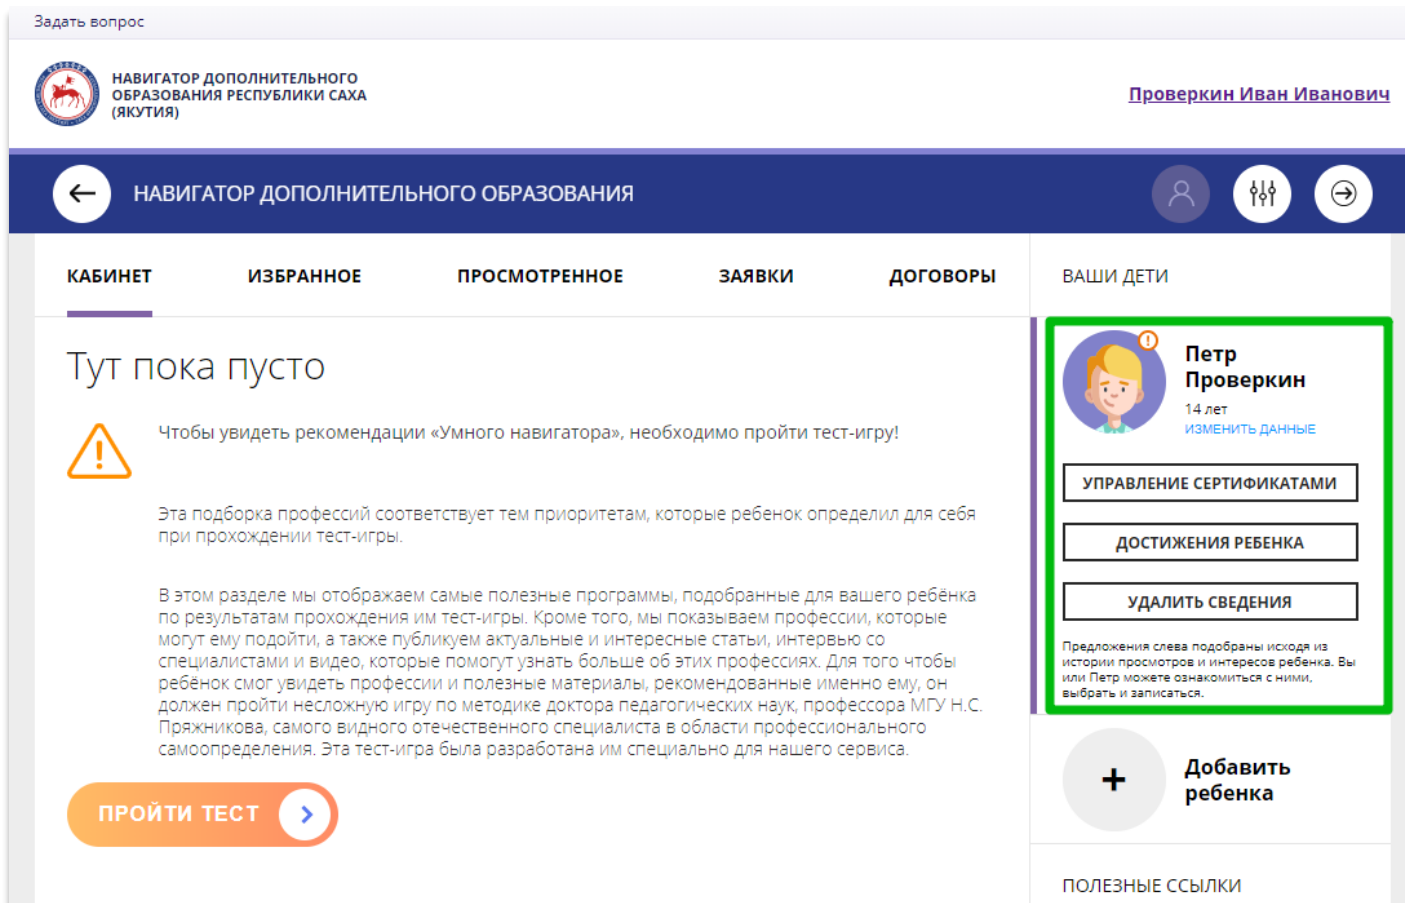 Задать вопрос
НАВИГАТОР ДОПОЛНИТЕЛЬНОГО
ОБРАЗОВАНИЯ РЕСПУБЛИКИ САХА
(ЯКУТИЯ)
Проверкин Иван Иванович
НАВИГАТОР ДОПОЛНИТЕЛЬНОГО ОБРАЗОВАНИЯ
КАБИНЕТ ИЗБРАННОЕ ПРОСМОТРЕННОЕ ЗАЯВКИ ДОГОВОРЫ
Тут пока пусто
Чтобы увидеть рекомендации «Умного навигатора», необходимо пройти тест-игру!
Эта подборка профессий соответствует тем приоритетам, которые ребенок определил для себя
при прохождении тест-игры.
В этом разделе мы отображаем самые полезные программы, подобранные для вашего ребёнка
по результатам прохождения им тест-игры. Кроме того, мы показываем профессии, которые
могут ему подойти, а также публикуем актуальные и интересные статьи, интервью со
специалистами и видео, которые помогут узнать больше об этих профессиях. Для того чтобы
ребёнок смог увидеть профессии и полезные материалы, рекомендованные именно ему, он
должен пройти несложную игру по методике доктора педагогических наук, профессора МГУ Н.С.
Пряжникова, самого видного отечественного специалиста в области профессионального
самоопределения. Эта тест-игра была разработана им специально для нашего сервиса.
ПРОЙТИ ТЕСТ
ВАШИ ДЕТИ
Петр
Проверкин
14 лет
ИЗМЕНИТЬ ДАННЫЕ
УПРАВЛЕНИЕ СЕРТИФИКАТАМИ
ДОСТИЖЕНИЯ РЕБЕНКА
УДАЛИТЬ СВЕДЕНИЯ
Предложения слева подобраны исходя из
истории просмотров и интересов ребенка. Вы
или Петр можете ознакомиться с ними,
выбрать и записаться.
Добавить
ребенка
ПОЛЕЗНЫЕ ССЫЛКИ